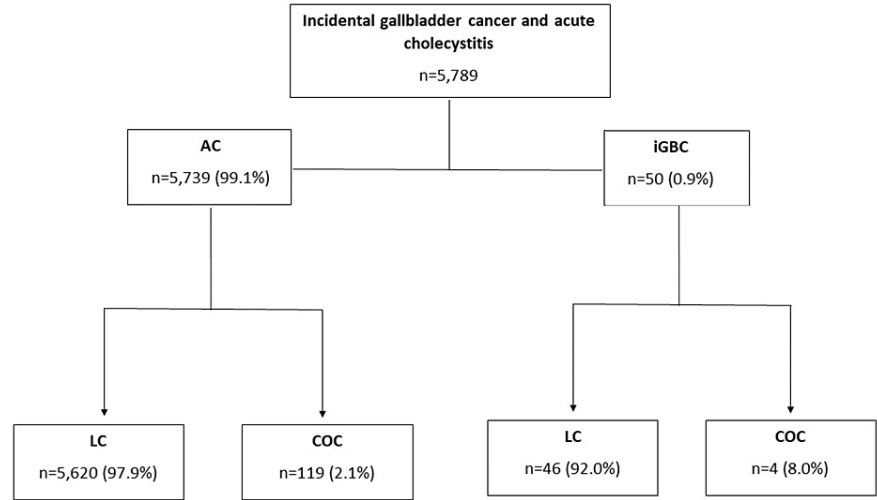 Incidental gallbladder cancer and acute
cholecystitis
n=5,789
AC
n=5,739 (99.1%)
iGBC
n=50 (0.9%)
LC
n=5,620 (97.9%)
COC
n=119 (2.1%)
LC
n=46 (92.0%)
COC
n=4 (8.0%)